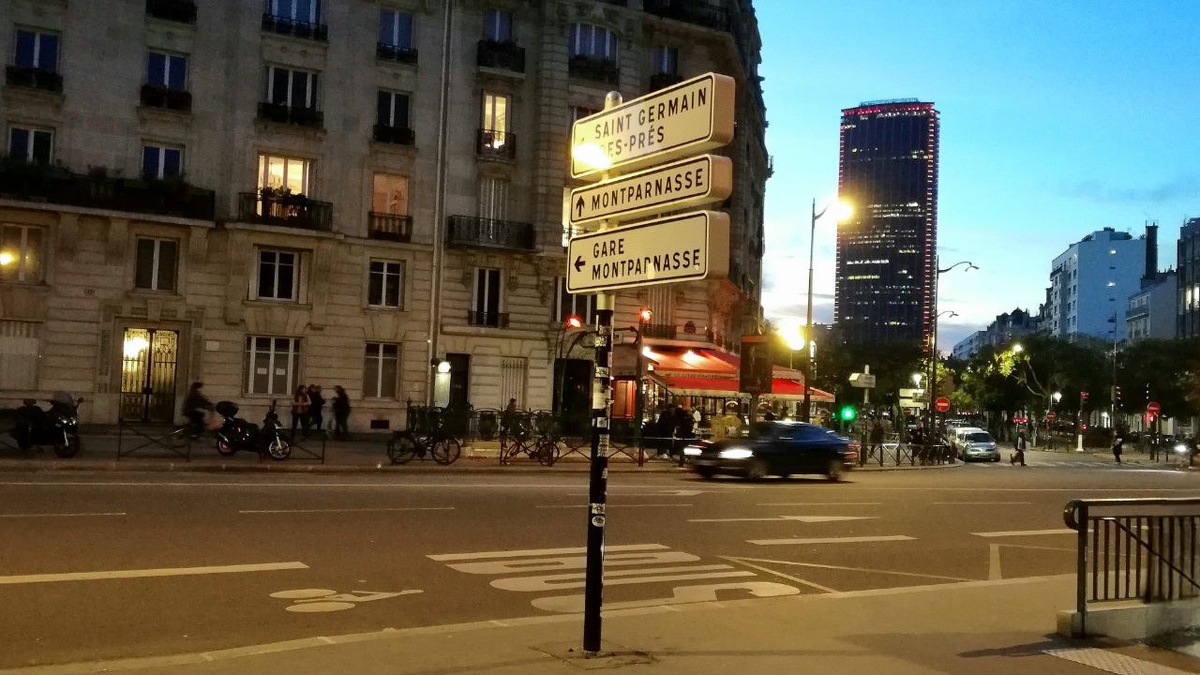 SAINT GERMAIN
DES-PRÉS
MONTPARNASSE
GARE
MONTPARNASSE